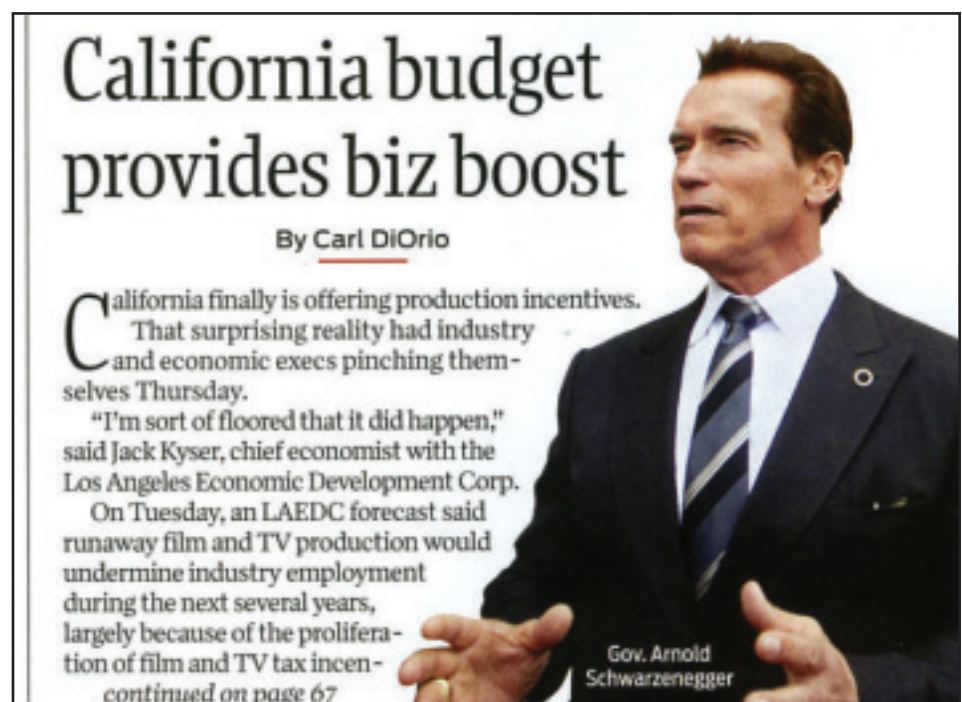 California budget
provides biz boost
By Carl DiOrio
California finally is offering production incentives.
That surprising reality had industry
and economic execs pinching them-
selves Thursday.
“I’m sort of floored that it did happen,”
said Jack Kyser, chief economist with the
Los Angeles Economic Development Corp.
On Tuesday, an LAEDC forecast said
runaway film and TV production would
undermine industry employment
during the next several years,
largely because of the prolifera-
tion of film and TV tax incen-
continued on page 67
Gov. Arnold
Schwarzenegger